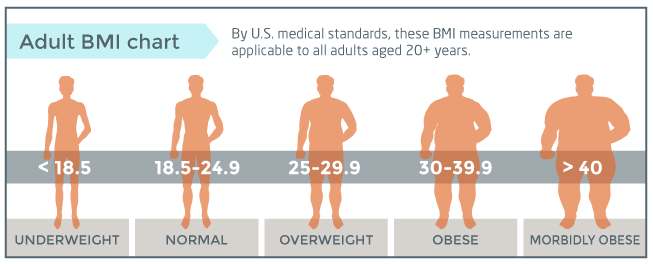 Adult BMI chart
By U.S. medical standards, these BMI measurements are
applicable to all adults aged 20+ years.
< 18.5 18.5-24.9 25-29.9 30-39.9 > 40
UNDERWEIGHT NORMAL OVERWEIGHT OBESE MORBIDLY OBESE